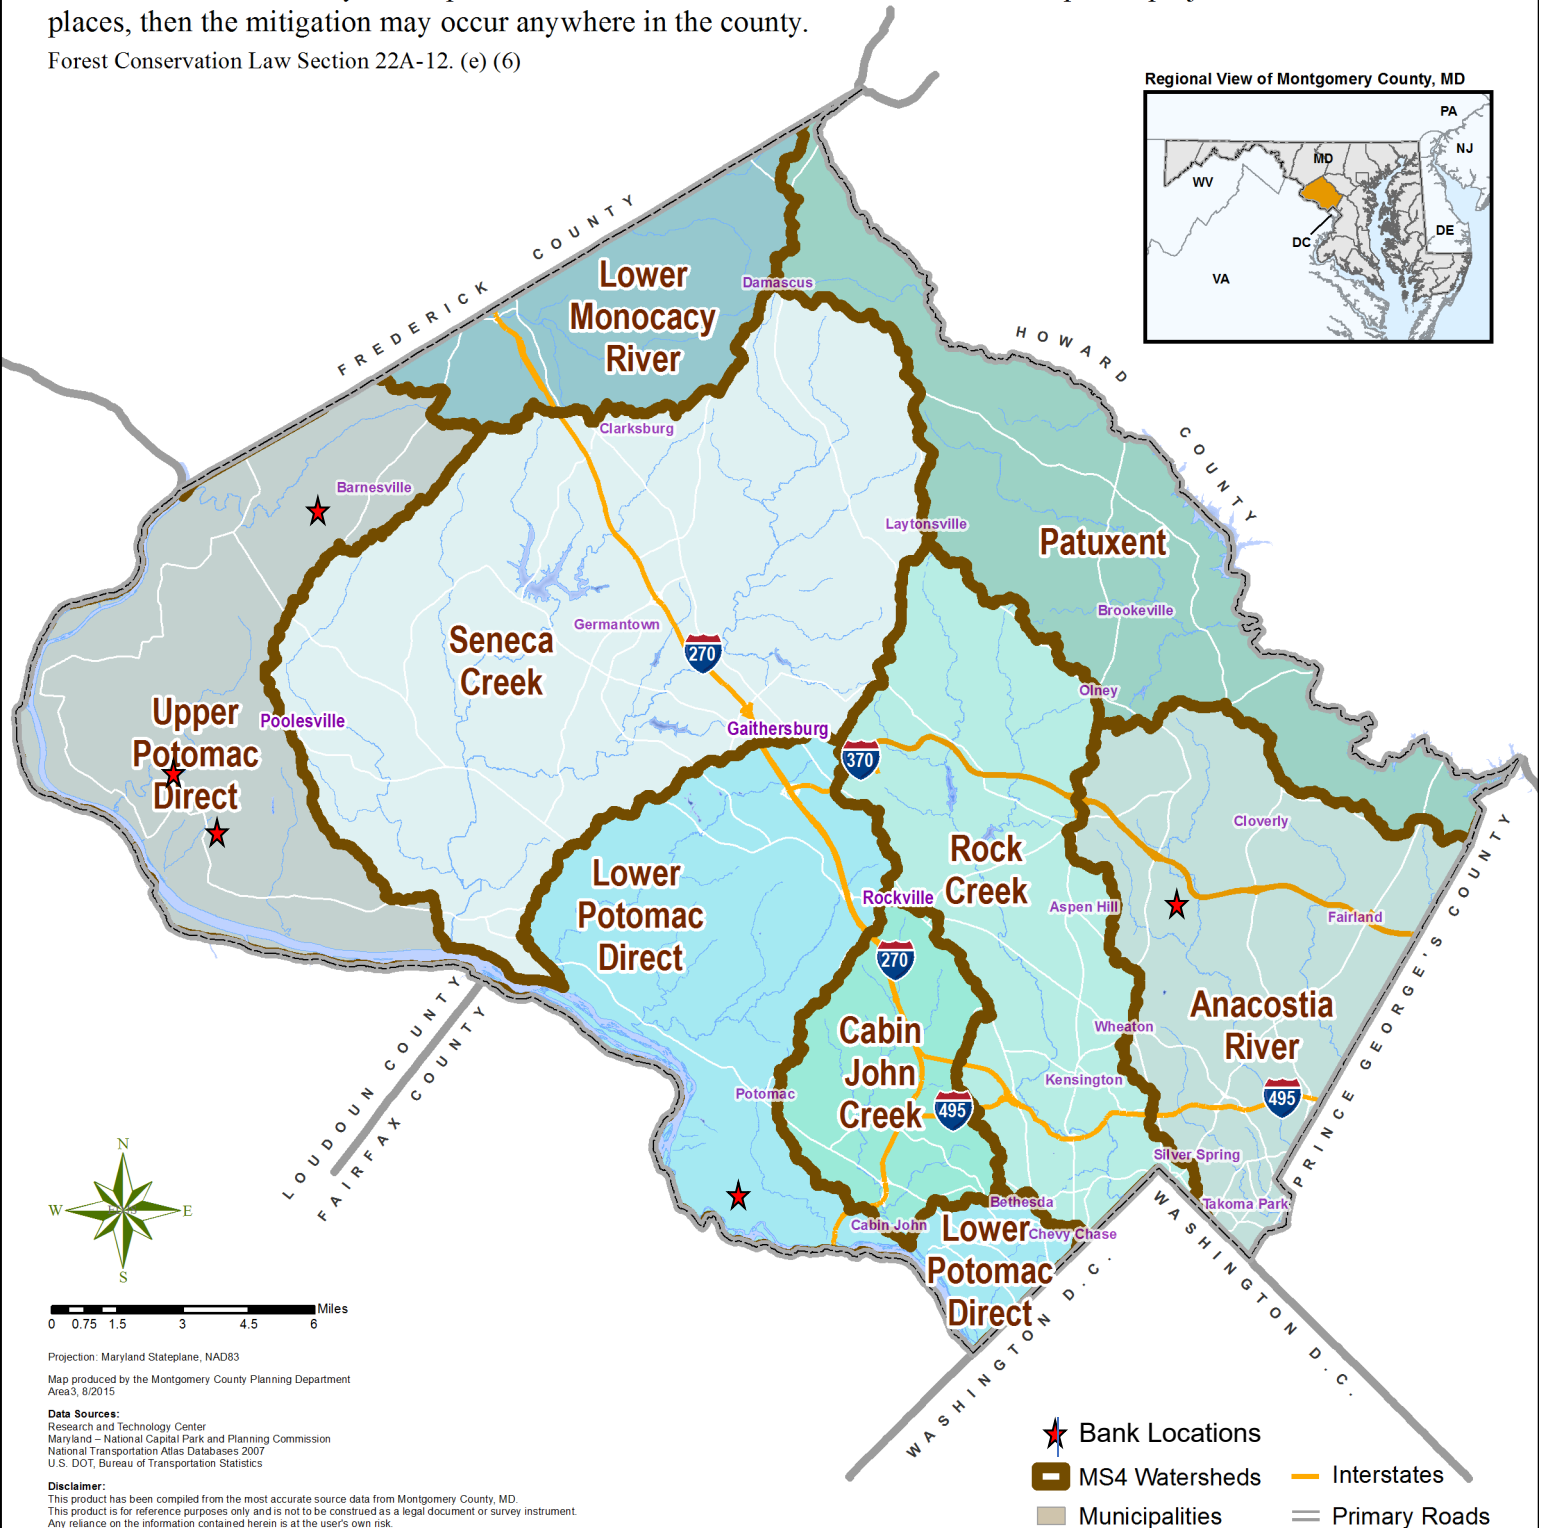 places, then the mitigation may occur anywhere in the county.
Forest Conservation Law Section 22A-12. (e) (6)
Regional View of Montgomery County, MD
PA
NJ
MD
WV
DE
DC
VA
FREDERICK COUNTY
HOWARD COUNTY
Lower
Monocacy
River
Damascus
Clarksburg
Barnesville
Laytonsville
Patuxent
Brookeville
Germantown
Seneca
Creek
270
Olney
Upper
Potomac
Direct
Poolesville
Gaithersburg
370
Cloverly
Rock
Creek
Lower
Potomac
Direct
Rockville
Aspen Hill
Fairland
270
Anacostia
River
Cabin
John
Creek
Wheaton
Kensington
Potomac
495
495
Silver Spring
Takoma Park
Bethesda
Cabin John
Chevy Chase
Lower
Potomac
Direct
PRINCE GEORGE'S COUNTY
LOUDOUN COUNTY
FAIRFAX COUNTY
WASHINGTON D.C.
WASHINGTON D.C.
N
W
E
S
Miles
0 0.75 1.5 3 4.5 6
Projection: Maryland Stateplane, NAD83
Map produced by the Montgomery County Planning Department
Area3, 8/2015
Data Sources:
Research and Technology Center
Maryland – National Capital Park and Planning Commission
National Transportation Atlas Databases 2007
U.S. DOT, Bureau of Transportation Statistics
Disclaimer:
This product has been compiled from the most accurate source data from Montgomery County, MD.
This product is for reference purposes only and is not to be construed as a legal document or survey instrument.
Any reliance on the information contained herein is at the user's own risk.
Bank Locations
MS4 Watersheds
Interstates
Municipalities
Primary Roads